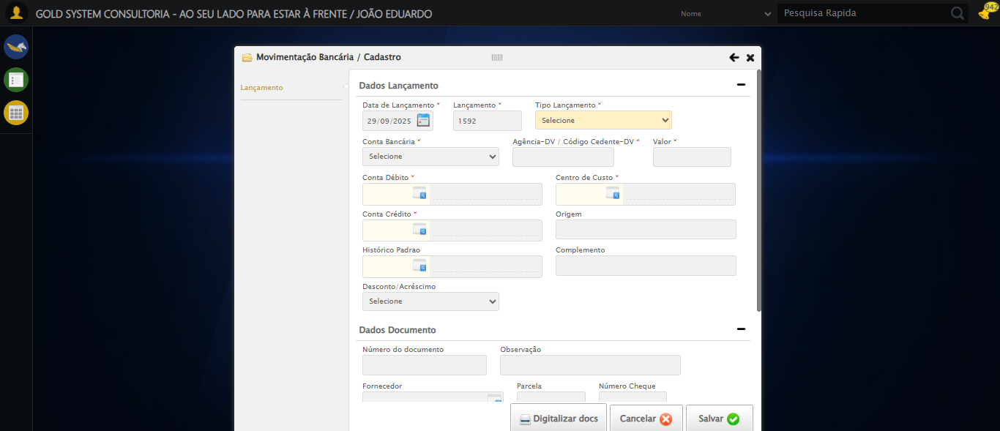 GOLD SYSTEM CONSULTORIA - AO SEU LADO PARA ESTAR À FRENTE / JOÃO EDUARDO
Nome
Pesquisa Rapida
942
Movimentação Bancária / Cadastro
Lançamento
Dados Lançamento
Data de Lançamento * Lançamento * Tipo Lançamento *
29/09/2025 1592 Selecione
Conta Bancária * Agência-DV / Código Cedente-DV * Valor *
Selecione
Conta Débito * Centro de Custo *
Conta Crédito * Origem
Histórico Padrao Complemento
Desconto/Acréscimo
Selecione
Dados Documento
Número do documento Observação
Fornecedor Parcela Número Cheque
Digitalizar docs Cancelar Salvar